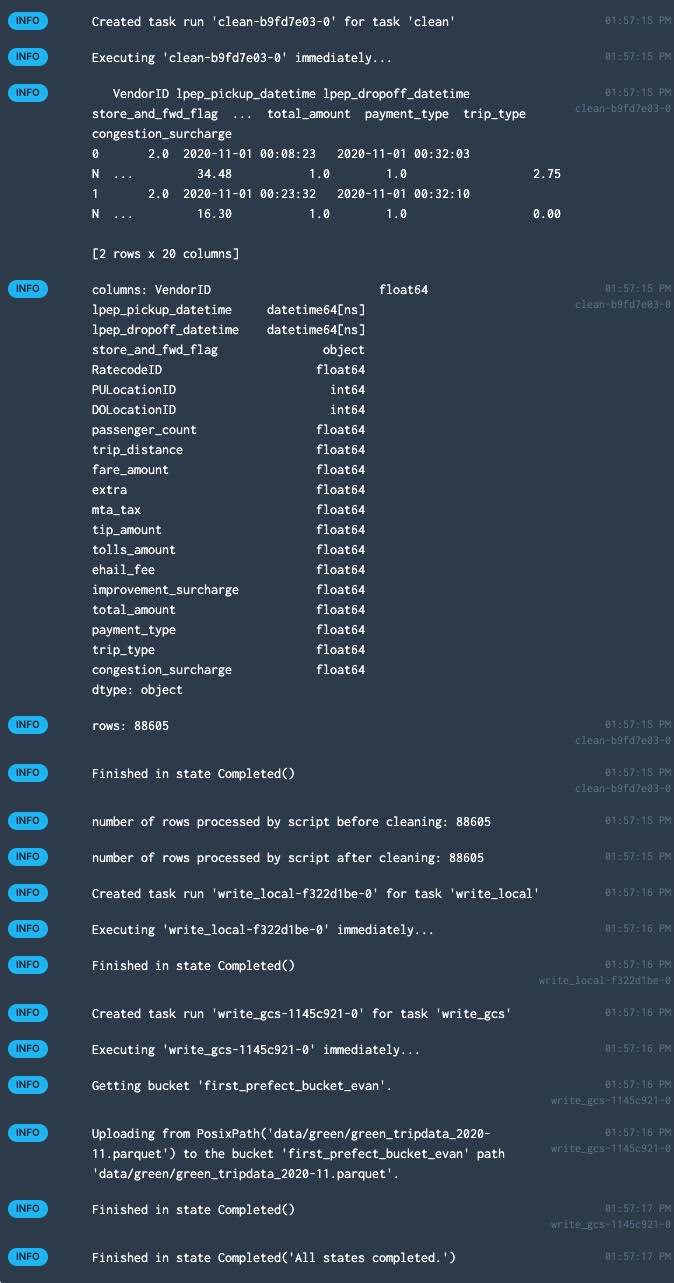 INFO Created task run 'clean-b9fd7e03-0' for task 'clean' 01:57:15 PM
INFO Executing 'clean-b9fd7e03-0' immediately... 01:57:15 PM
INFO VendorID lpep_pickup_datetime lpep_dropoff_datetime 01:57:15 PM
store_and_fwd_flag ... total_amount payment_type trip_type clean-b9fd7e03-0
congestion_surcharge
0 2.0 2020-11-01 00:08:23 2020-11-01 00:32:03
N ... 34.48 1.0 1.0 2.75
1 2.0 2020-11-01 00:23:32 2020-11-01 00:32:10
N ... 16.30 1.0 1.0 0.00
[2 rows x 20 columns]
INFO columns: VendorID float64 01:57:15 PM
lpep_pickup_datetime datetime64[ns] clean-b9fd7e03-0
lpep_dropoff_datetime datetime64[ns]
store_and_fwd_flag object
RatecodeID float64
PULocationID int64
DOLocationID int64
passenger_count float64
trip_distance float64
fare_amount float64
extra float64
mta_tax float64
tip_amount float64
tolls_amount float64
ehail_fee float64
improvement_surcharge float64
total_amount float64
payment_type float64
trip_type float64
congestion_surcharge float64
dtype: object
INFO rows: 88605 01:57:15 PM
clean-b9fd7e03-0
INFO Finished in state Completed() 01:57:15 PM
clean-b9fd7e03-0
INFO number of rows processed by script before cleaning: 88605 01:57:15 PM
INFO number of rows processed by script after cleaning: 88605 01:57:15 PM
INFO Created task run 'write_local-f322d1be-0' for task 'write_local' 01:57:16 PM
INFO Executing 'write_local-f322d1be-0' immediately... 01:57:16 PM
INFO Finished in state Completed() 01:57:16 PM
write_local-f322d1be-0
INFO Created task run 'write_gcs-1145c921-0' for task 'write_gcs' 01:57:16 PM
INFO Executing 'write_gcs-1145c921-0' immediately... 01:57:16 PM
INFO Getting bucket 'first_prefect_bucket_evan'. 01:57:16 PM
write_gcs-1145c921-0
INFO Uploading from PosixPath('data/green/green_tripdata_2020- 01:57:16 PM
11.parquet') to the bucket 'first_prefect_bucket_evan' path write_gcs-1145c921-0
'data/green/green_tripdata_2020-11.parquet'.
INFO Finished in state Completed() 01:57:17 PM
write_gcs-1145c921-0
INFO Finished in state Completed('All states completed.') 01:57:17 PM